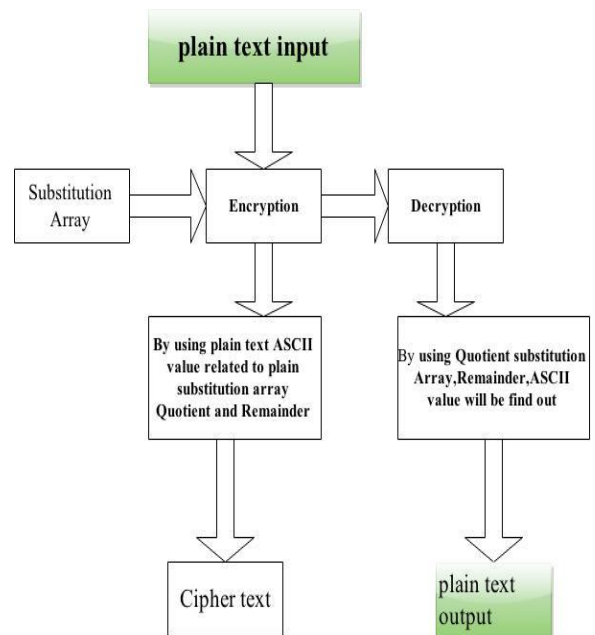 plain text input
Substitution
Array
Encryption
Decryption
By using plain text ASCII
value related to plain
substitution array
Quotient and Remainder
By using Quotient substitution
Array,Remainder,ASCII
value will be find out
Cipher text
plain text
output